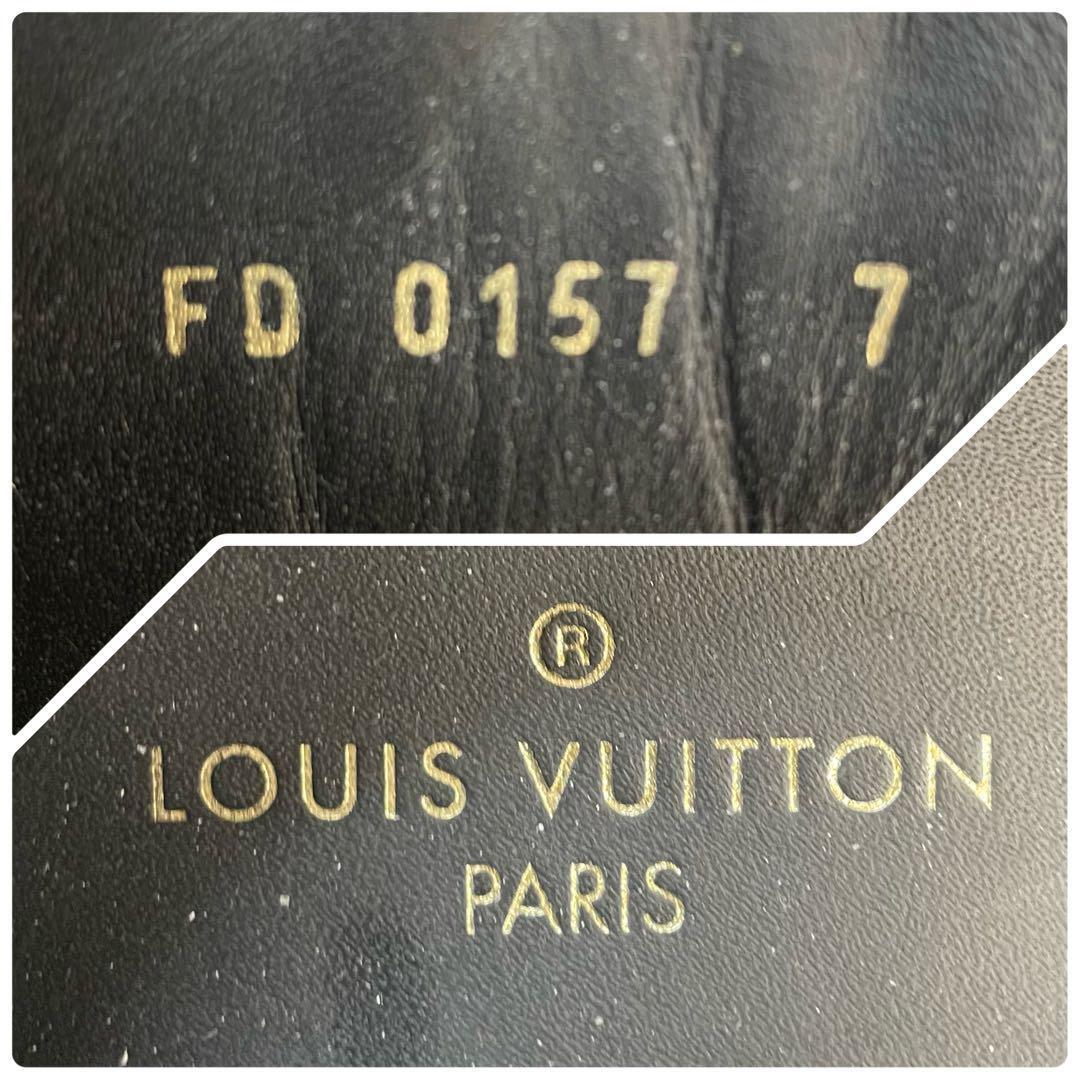 FD 0157 7
®
LOUIS VUITTON
PARIS